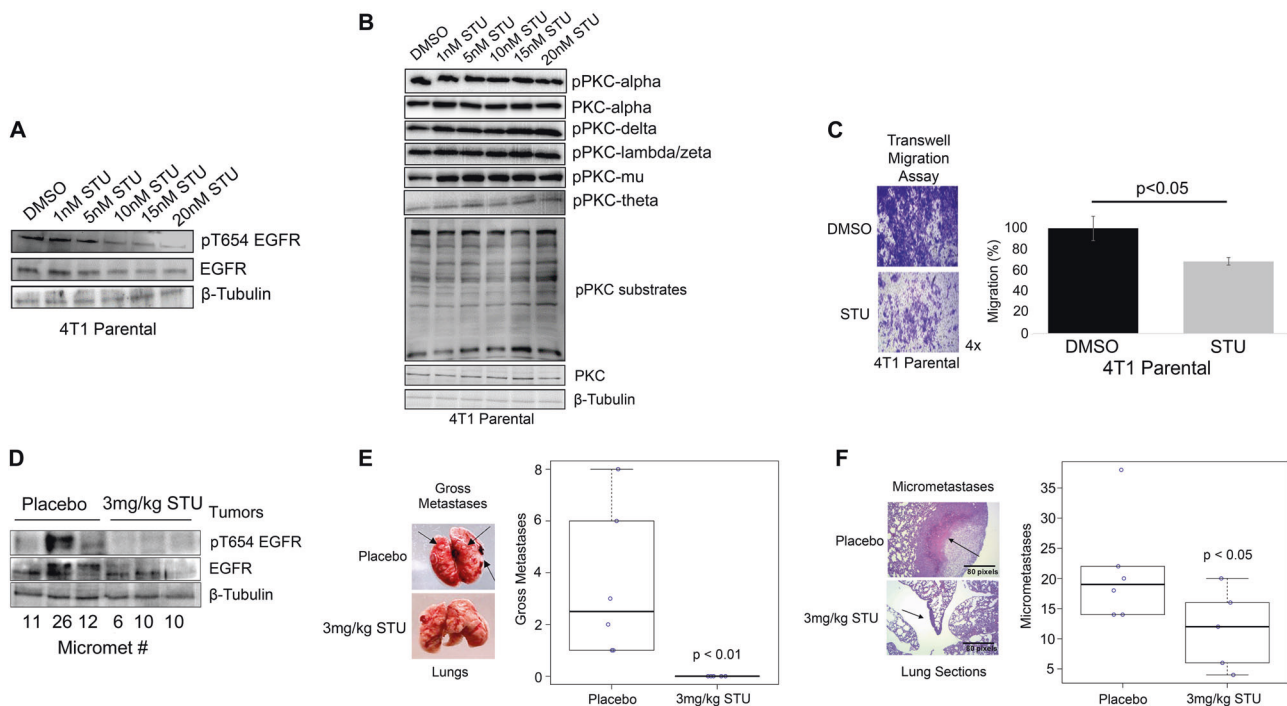 A
DMSO
1nM STU
5nM STU
10nM STU
15nM STU
20nM STU
pT654 EGFR
EGFR
β-Tubulin
4T1 Parental
B
DMSO
1nM STU
5nM STU
10nM STU
15nM STU
20nM STU
pPKC-alpha
PKC-alpha
pPKC-delta
pPKC-lambda/zeta
pPKC-mu
pPKC-theta
pPKC substrates
PKC
β-Tubulin
4T1 Parental
C
Transwell
Migration
Assay
DMSO
STU
4x
4T1 Parental
p<0.05
Migration (%)
100
80
60
40
20
0
DMSO
STU
4T1 Parental
D
Placebo
3mg/kg STU
Tumors
pT654 EGFR
EGFR
β-Tubulin
11 26 12 6 10 10
Micromet #
E
Gross
Metastases
Placebo
3mg/kg STU
Lungs
Gross Metastases
8
6
4
2
0
p < 0.01
Placebo
3mg/kg STU
F
Micrometastases
Placebo
80 pixels
3mg/kg STU
80 pixels
Lung Sections
Micrometastases
35
30
25
20
15
10
5
p < 0.05
Placebo
3mg/kg STU